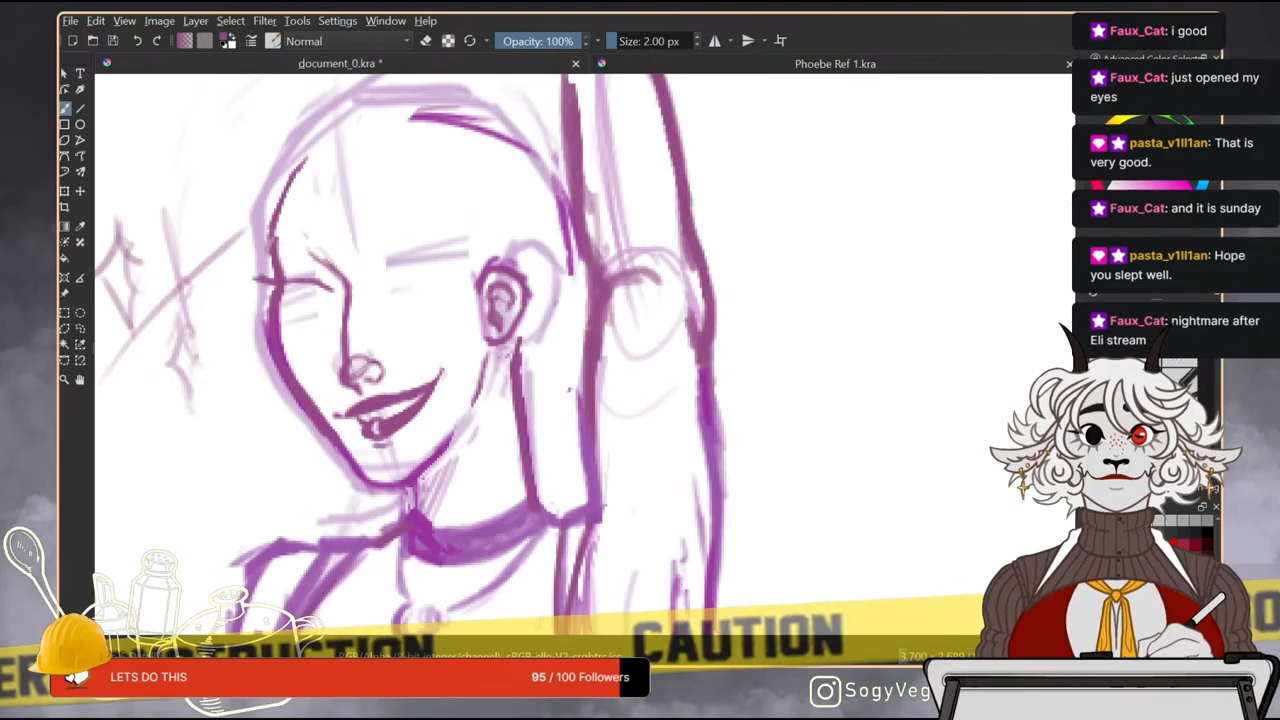 File Edit View Image Layer Select Filter Tools Settings Window Help
Normal
Opacity: 100%
Size: 2.00 px
document_0.kra *
Phoebe Ref 1.kra
Faux_Cat: i good
Faux_Cat: just opened my
eyes
pasta_v1ll1an: That is
very good.
Faux_Cat: and it is sunday
pasta_v1ll1an: Hope
you slept well.
Faux_Cat: nightmare after
Eli stream
CAUTION
LETS DO THIS
95 / 100 Followers
SogyVeg